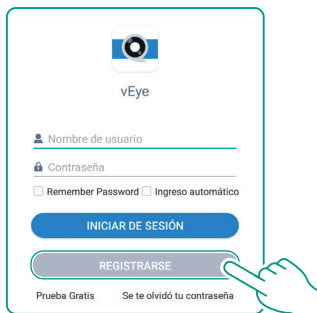 vEye
Nombre de usuario
Contraseña
Remember Password Ingreso automático
INICIAR DE SESIÓN
REGISTRARSE
Prueba Gratis Se te olvidó tu contraseña